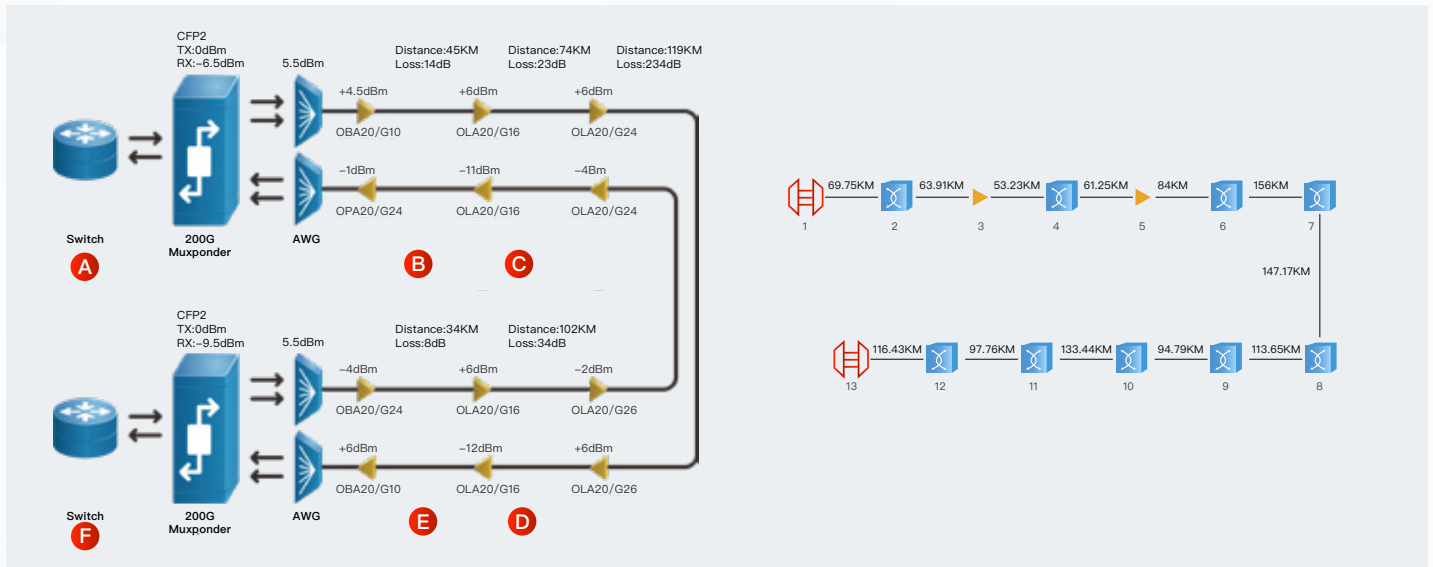 CFP2
TX:0dBm
RX:−6.5dBm
5.5dBm
Distance:45KM
Loss:14dB
Distance:74KM
Loss:23dB
Distance:119KM
Loss:234dB
+4.5dBm
+6dBm
+6dBm
OBA20/G10
OLA20/G16
OLA20/G24
−1dBm
−11dBm
−4Bm
OPA20/G24
OLA20/G16
OLA20/G24
Switch
200G
Muxponder
AWG
A
B
C
CFP2
TX:0dBm
RX:−9.5dBm
5.5dBm
Distance:34KM
Loss:8dB
Distance:102KM
Loss:34dB
−4dBm
+6dBm
−2dBm
OBA20/G24
OLA20/G16
OLA20/G26
+6dBm
−12dBm
+6dBm
OBA20/G10
OLA20/G16
OLA20/G26
Switch
200G
Muxponder
AWG
F
E
D
69.75KM
63.91KM
53.23KM
61.25KM
84KM
156KM
1
2
3
4
5
6
7
147.17KM
116.43KM
97.76KM
133.44KM
94.79KM
113.65KM
13
12
11
10
9
8